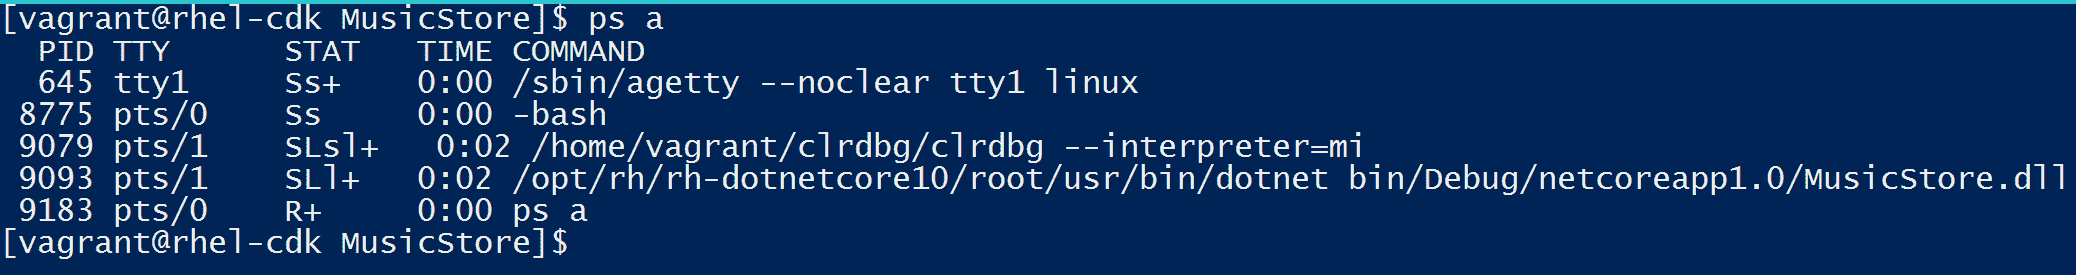 [vagrant@rhel-cdk MusicStore]$ ps a
  PID TTY      STAT   TIME COMMAND
  645 tty1     Ss+    0:00 /sbin/agetty --noclear tty1 linux
 8775 pts/0    Ss     0:00 -bash
 9079 pts/1    SLsl+   0:02 /home/vagrant/clrdbg/clrdbg --interpreter=mi
 9093 pts/1    SLl+   0:02 /opt/rh/rh-dotnetcore10/root/usr/bin/dotnet bin/Debug/netcoreapp1.0/MusicStore.dll
 9183 pts/0    R+     0:00 ps a
[vagrant@rhel-cdk MusicStore]$